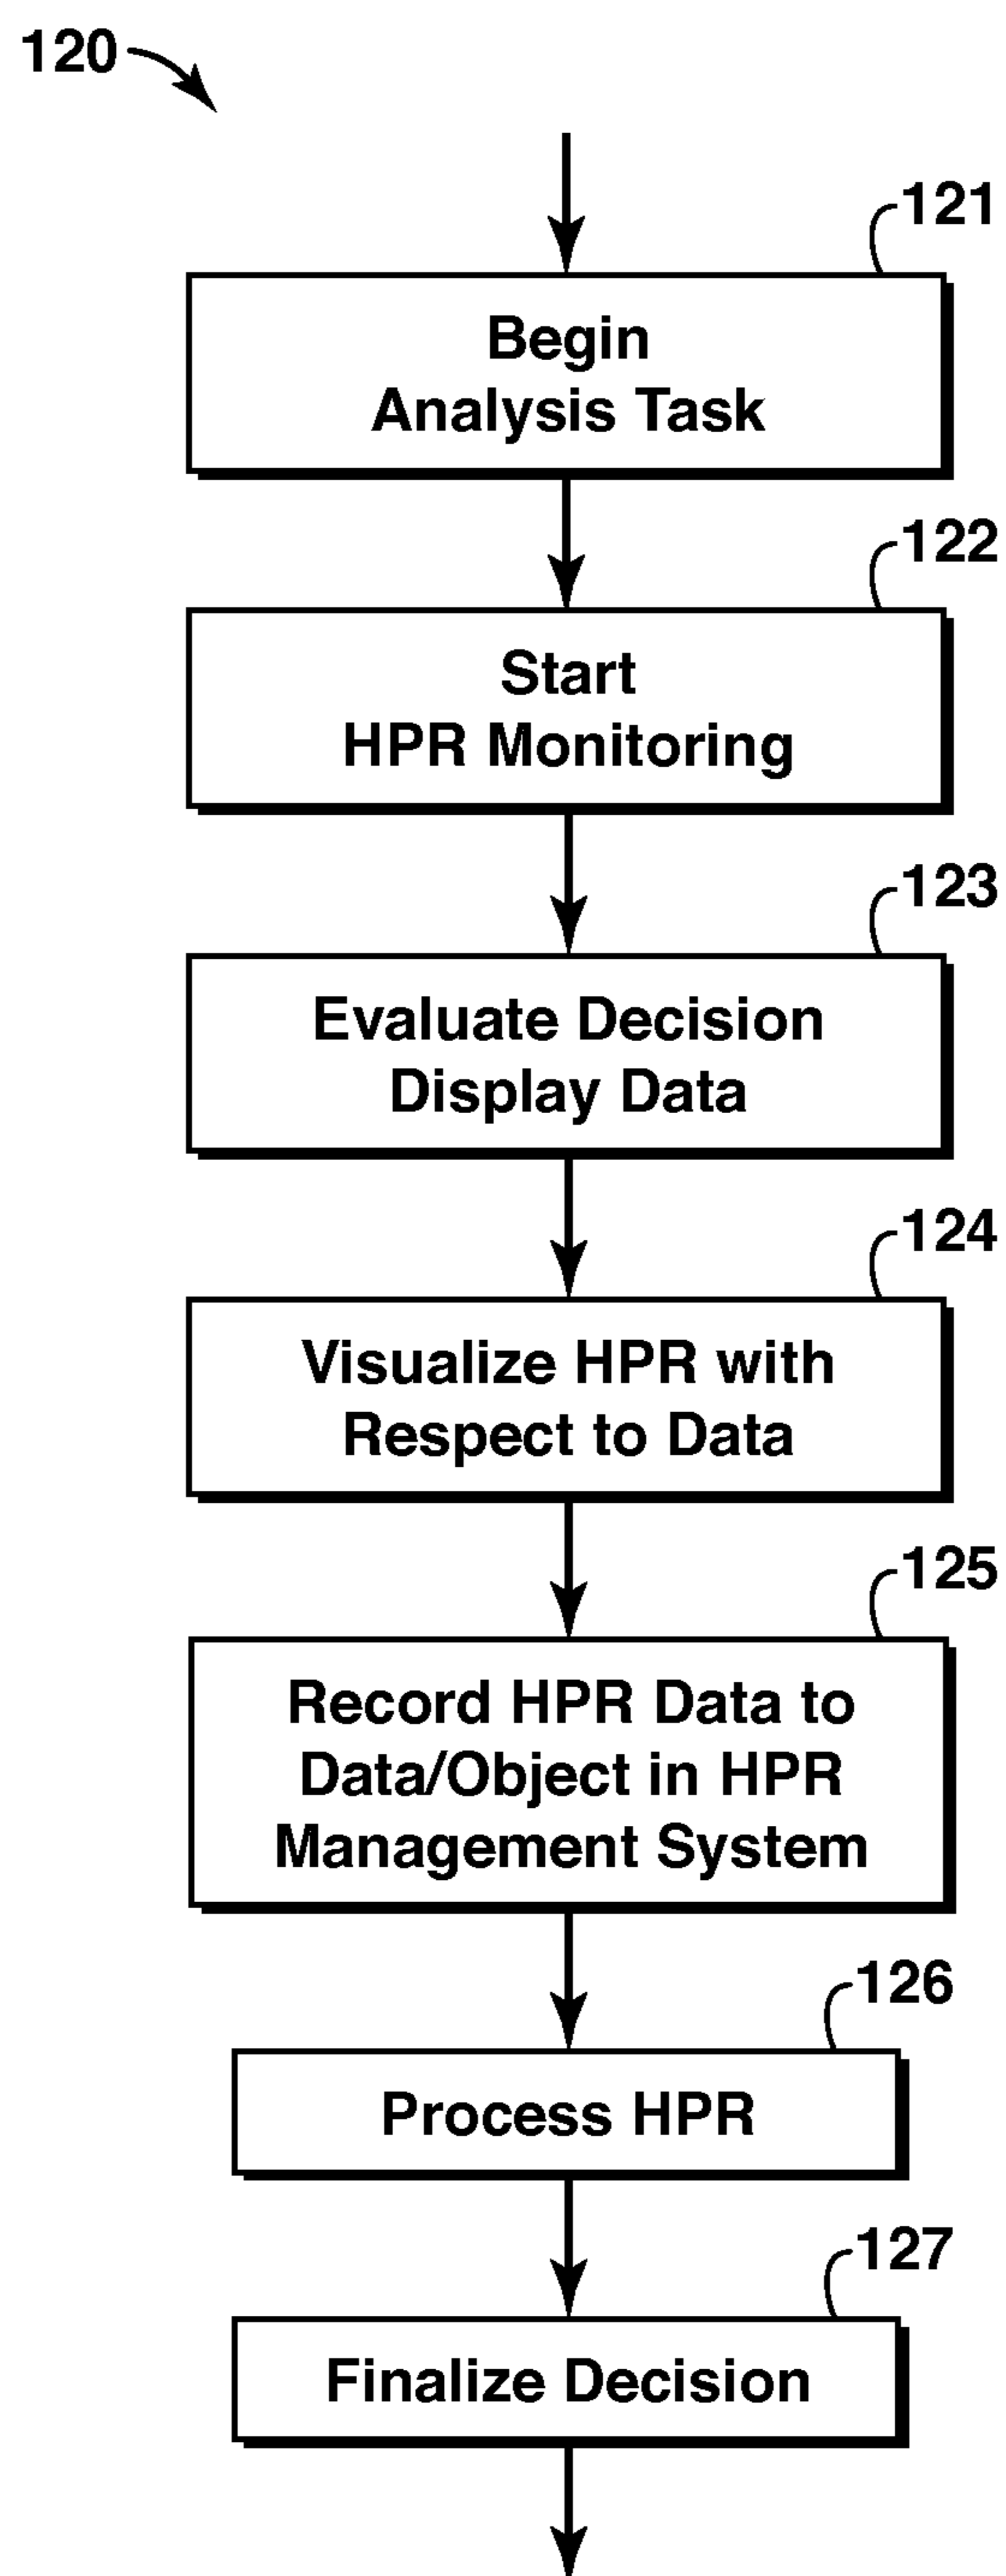 120
121
Begin
Analysis Task
122
Start
HPR Monitoring
123
Evaluate Decision
Display Data
124
Visualize HPR with
Respect to Data
125
Record HPR Data to
Data/Object in HPR
Management System
126
Process HPR
127
Finalize Decision